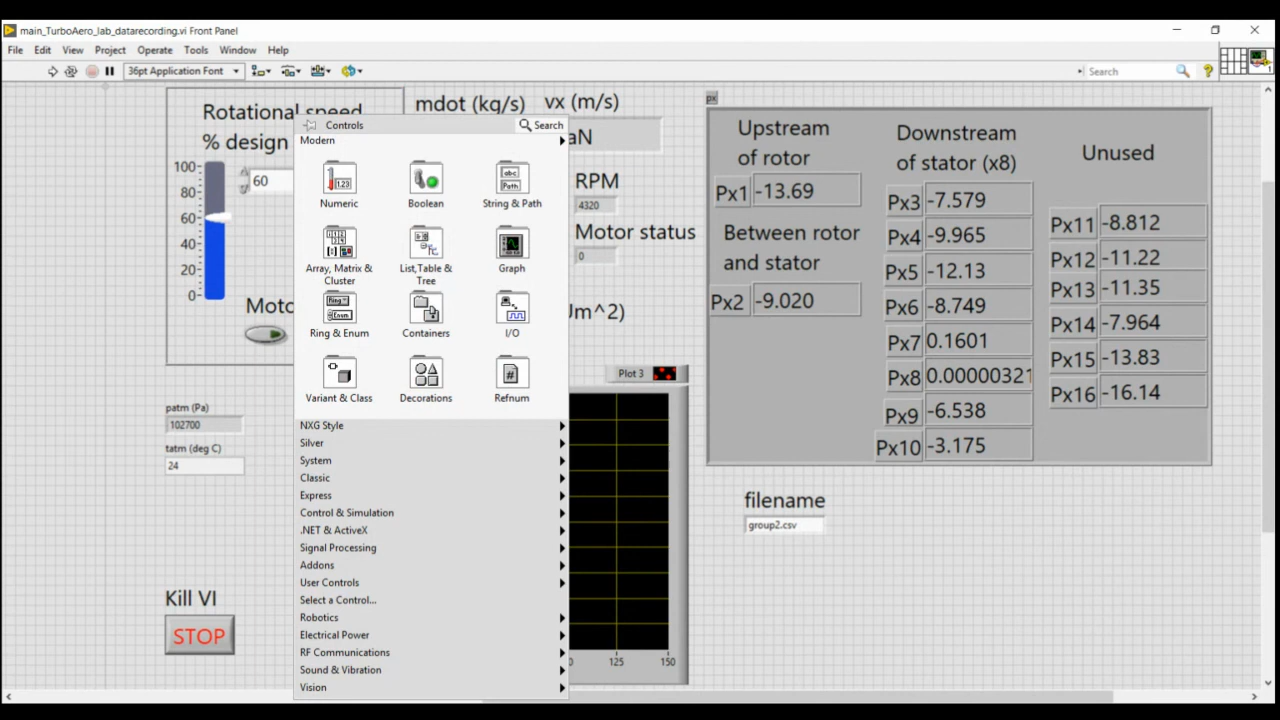 main_TurboAero_lab_datarecording.vi Front Panel
File Edit View Project Operate Tools Window Help
36pt Application Font
Search
Rotational speed
% design
100
80
60
40
20
0
60
Moto
patm (Pa)
102700
tatm (deg C)
24
Kill VI
STOP
Controls
Search
Modern
Numeric
Boolean
String & Path
Array, Matrix & Cluster
List,Table & Tree
Graph
Ring & Enum
Containers
I/O
Variant & Class
Decorations
Refnum
NXG Style
Silver
System
Classic
Express
Control & Simulation
.NET & ActiveX
Signal Processing
Addons
User Controls
Select a Control...
Robotics
Electrical Power
RF Communications
Sound & Vibration
Vision
mdot (kg/s)
vx (m/s)
aN
RPM
4320
Motor status
0
m^2)
Plot 3
125
150
px
Upstream
of rotor
Px1 -13.69
Between rotor
and stator
Px2 -9.020
Downstream
of stator (x8)
Px3 -7.579
Px4 -9.965
Px5 -12.13
Px6 -8.749
Px7 0.1601
Px8 0.00000321
Px9 -6.538
Px10 -3.175
Unused
Px11 -8.812
Px12 -11.22
Px13 -11.35
Px14 -7.964
Px15 -13.83
Px16 -16.14
filename
group2.csv